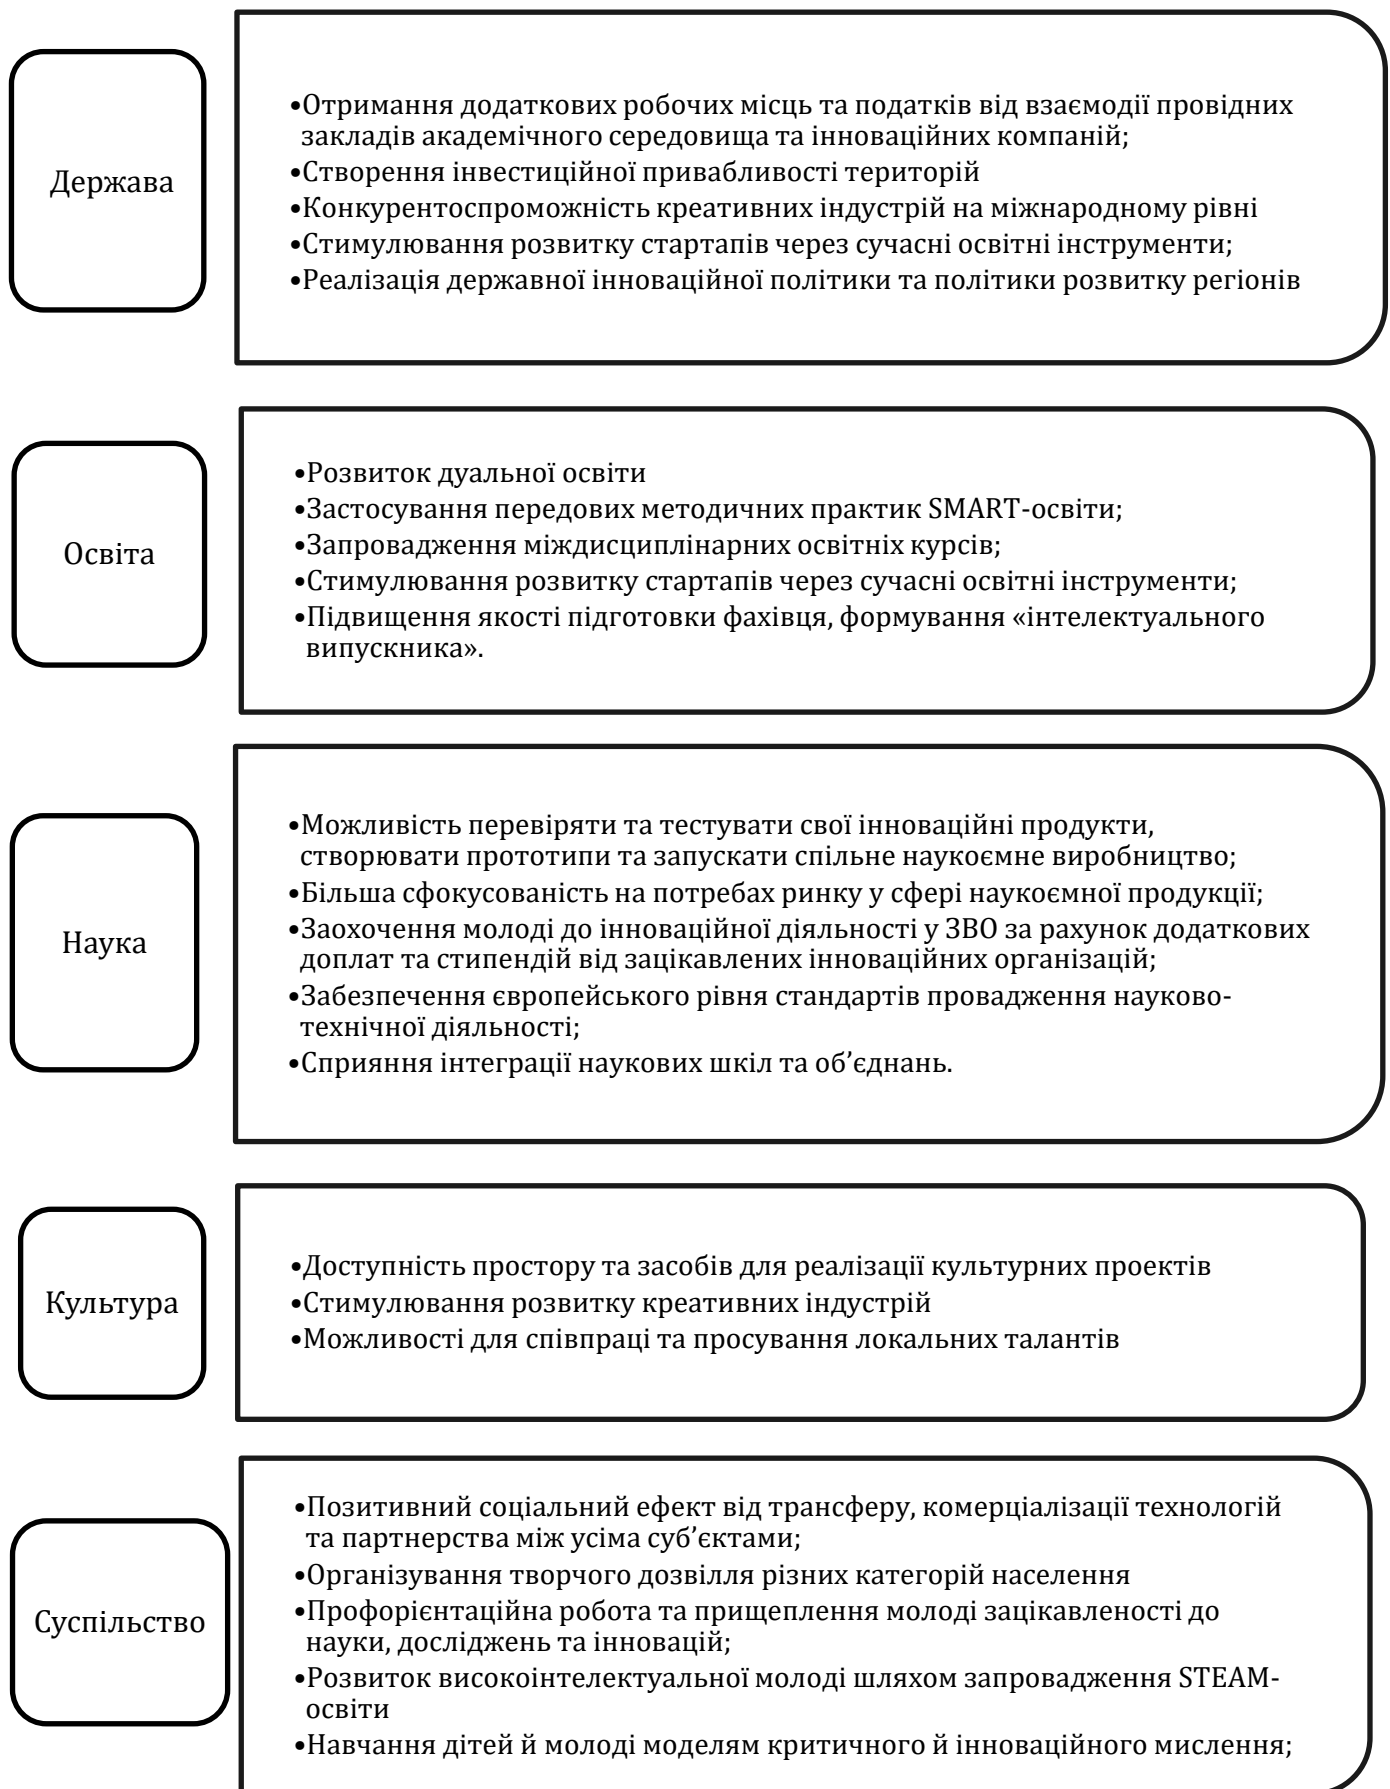 Держава
•Отримання додаткових робочих місць та податків від взаємодії провідних
закладів академічного середовища та інноваційних компаній;
•Створення інвестиційної привабливості територій
•Конкурентоспроможність креативних індустрій на міжнародному рівні
•Стимулювання розвитку стартапів через сучасні освітні інструменти;
•Реалізація державної інноваційної політики та політики розвитку регіонів
Освіта
•Розвиток дуальної освіти
•Застосування передових методичних практик SMART-освіти;
•Запровадження міждисциплінарних освітніх курсів;
•Стимулювання розвитку стартапів через сучасні освітні інструменти;
•Підвищення якості підготовки фахівця, формування «інтелектуального
випускника».
Наука
•Можливість перевіряти та тестувати свої інноваційні продукти,
створювати прототипи та запускати спільне наукоємне виробництво;
•Більша сфокусованість на потребах ринку у сфері наукоємної продукції;
•Заохочення молоді до інноваційної діяльності у ЗВО за рахунок додаткових
доплат та стипендій від зацікавлених інноваційних організацій;
•Забезпечення європейського рівня стандартів провадження науково-
технічної діяльності;
•Сприяння інтеграції наукових шкіл та об’єднань.
Культура
•Доступність простору та засобів для реалізації культурних проектів
•Стимулювання розвитку креативних індустрій
•Можливості для співпраці та просування локальних талантів
Суспільство
•Позитивний соціальний ефект від трансферу, комерціалізації технологій
та партнерства між усіма суб’єктами;
•Організування творчого дозвілля різних категорій населення
•Профорієнтаційна робота та прищеплення молоді зацікавленості до
науки, досліджень та інновацій;
•Розвиток високоінтелектуальної молоді шляхом запровадження STEAM-
освіти
•Навчання дітей й молоді моделям критичного й інноваційного мислення;